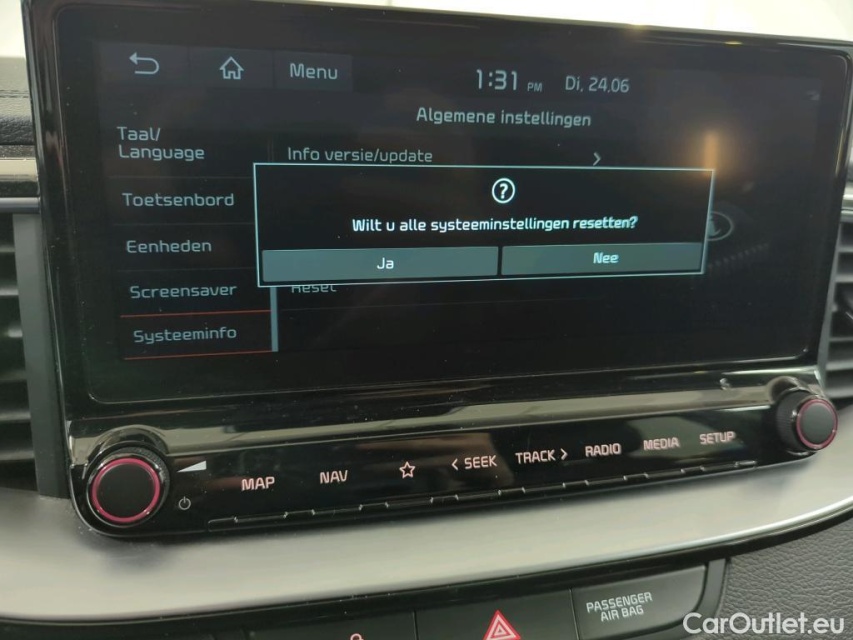 Menu
1:31 PM
Di, 24.06
Algemene instellingen
Taal/
Language
Info versie/update
Toetsenbord
Wilt u alle systeeminstellingen resetten?
Eenheden
Ja
Nee
Screensaver
Reset
Systeeminfo
MAP
NAV
< SEEK
TRACK >
RADIO
MEDIA
SETUP
PASSENGER
AIR BAG
CarOutlet.eu